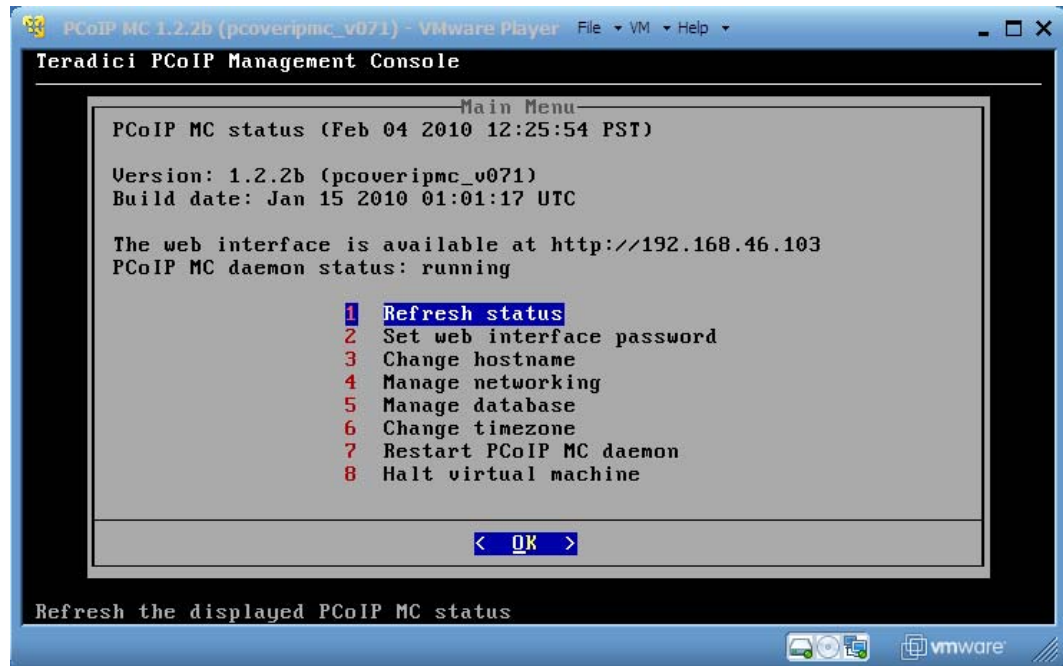 PCoIP MC 1.2.2b (pcoveripmc_v071) - VMware Player File VM Help
Teradici PCoIP Management Console
Main Menu
PCoIP MC status (Feb 04 2010 12:25:54 PST)
Version: 1.2.2b (pcoveripmc_v071)
Build date: Jan 15 2010 01:01:17 UTC
The web interface is available at http://192.168.46.103
PCoIP MC daemon status: running
1 Refresh status
2 Set web interface password
3 Change hostname
4 Manage networking
5 Manage database
6 Change timezone
7 Restart PCoIP MC daemon
8 Halt virtual machine
< OK >
Refresh the displayed PCoIP MC status
vmware